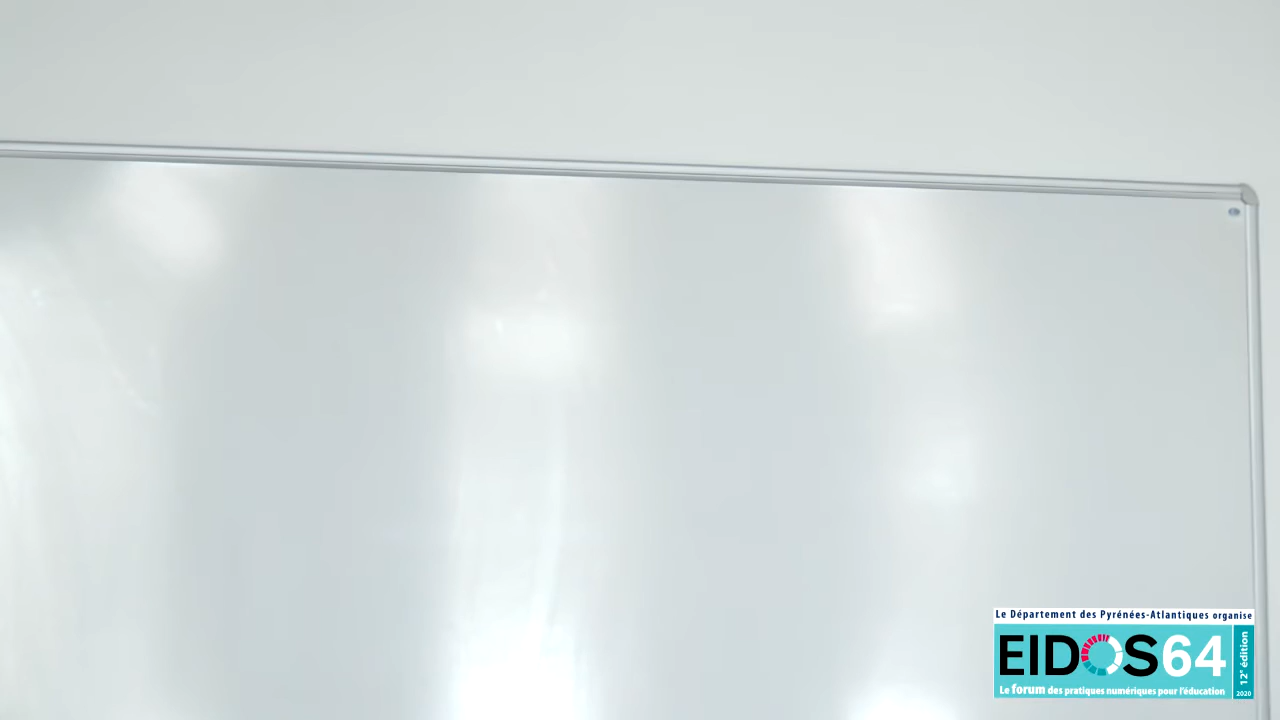 Le Département des Pyrénées-Atlantiques organise
EIDOS64
Le forum des pratiques numériques pour l'éducation
12e édition
2020